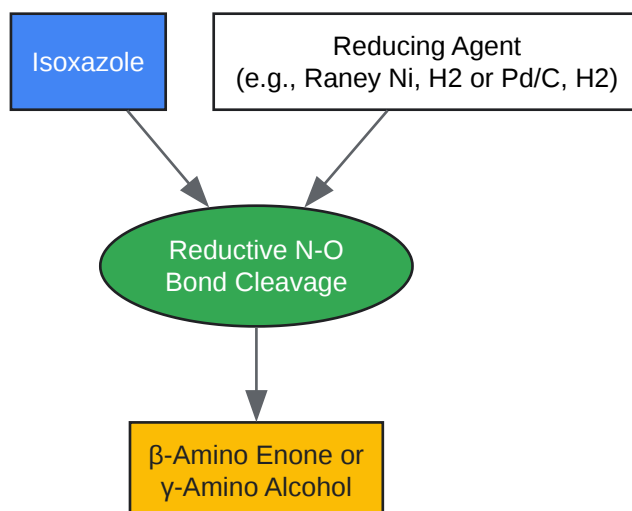 Isoxazole
Reducing Agent
(e.g., Raney Ni, H2 or Pd/C, H2)
Reductive N-O
Bond Cleavage
β-Amino Enone or
γ-Amino Alcohol